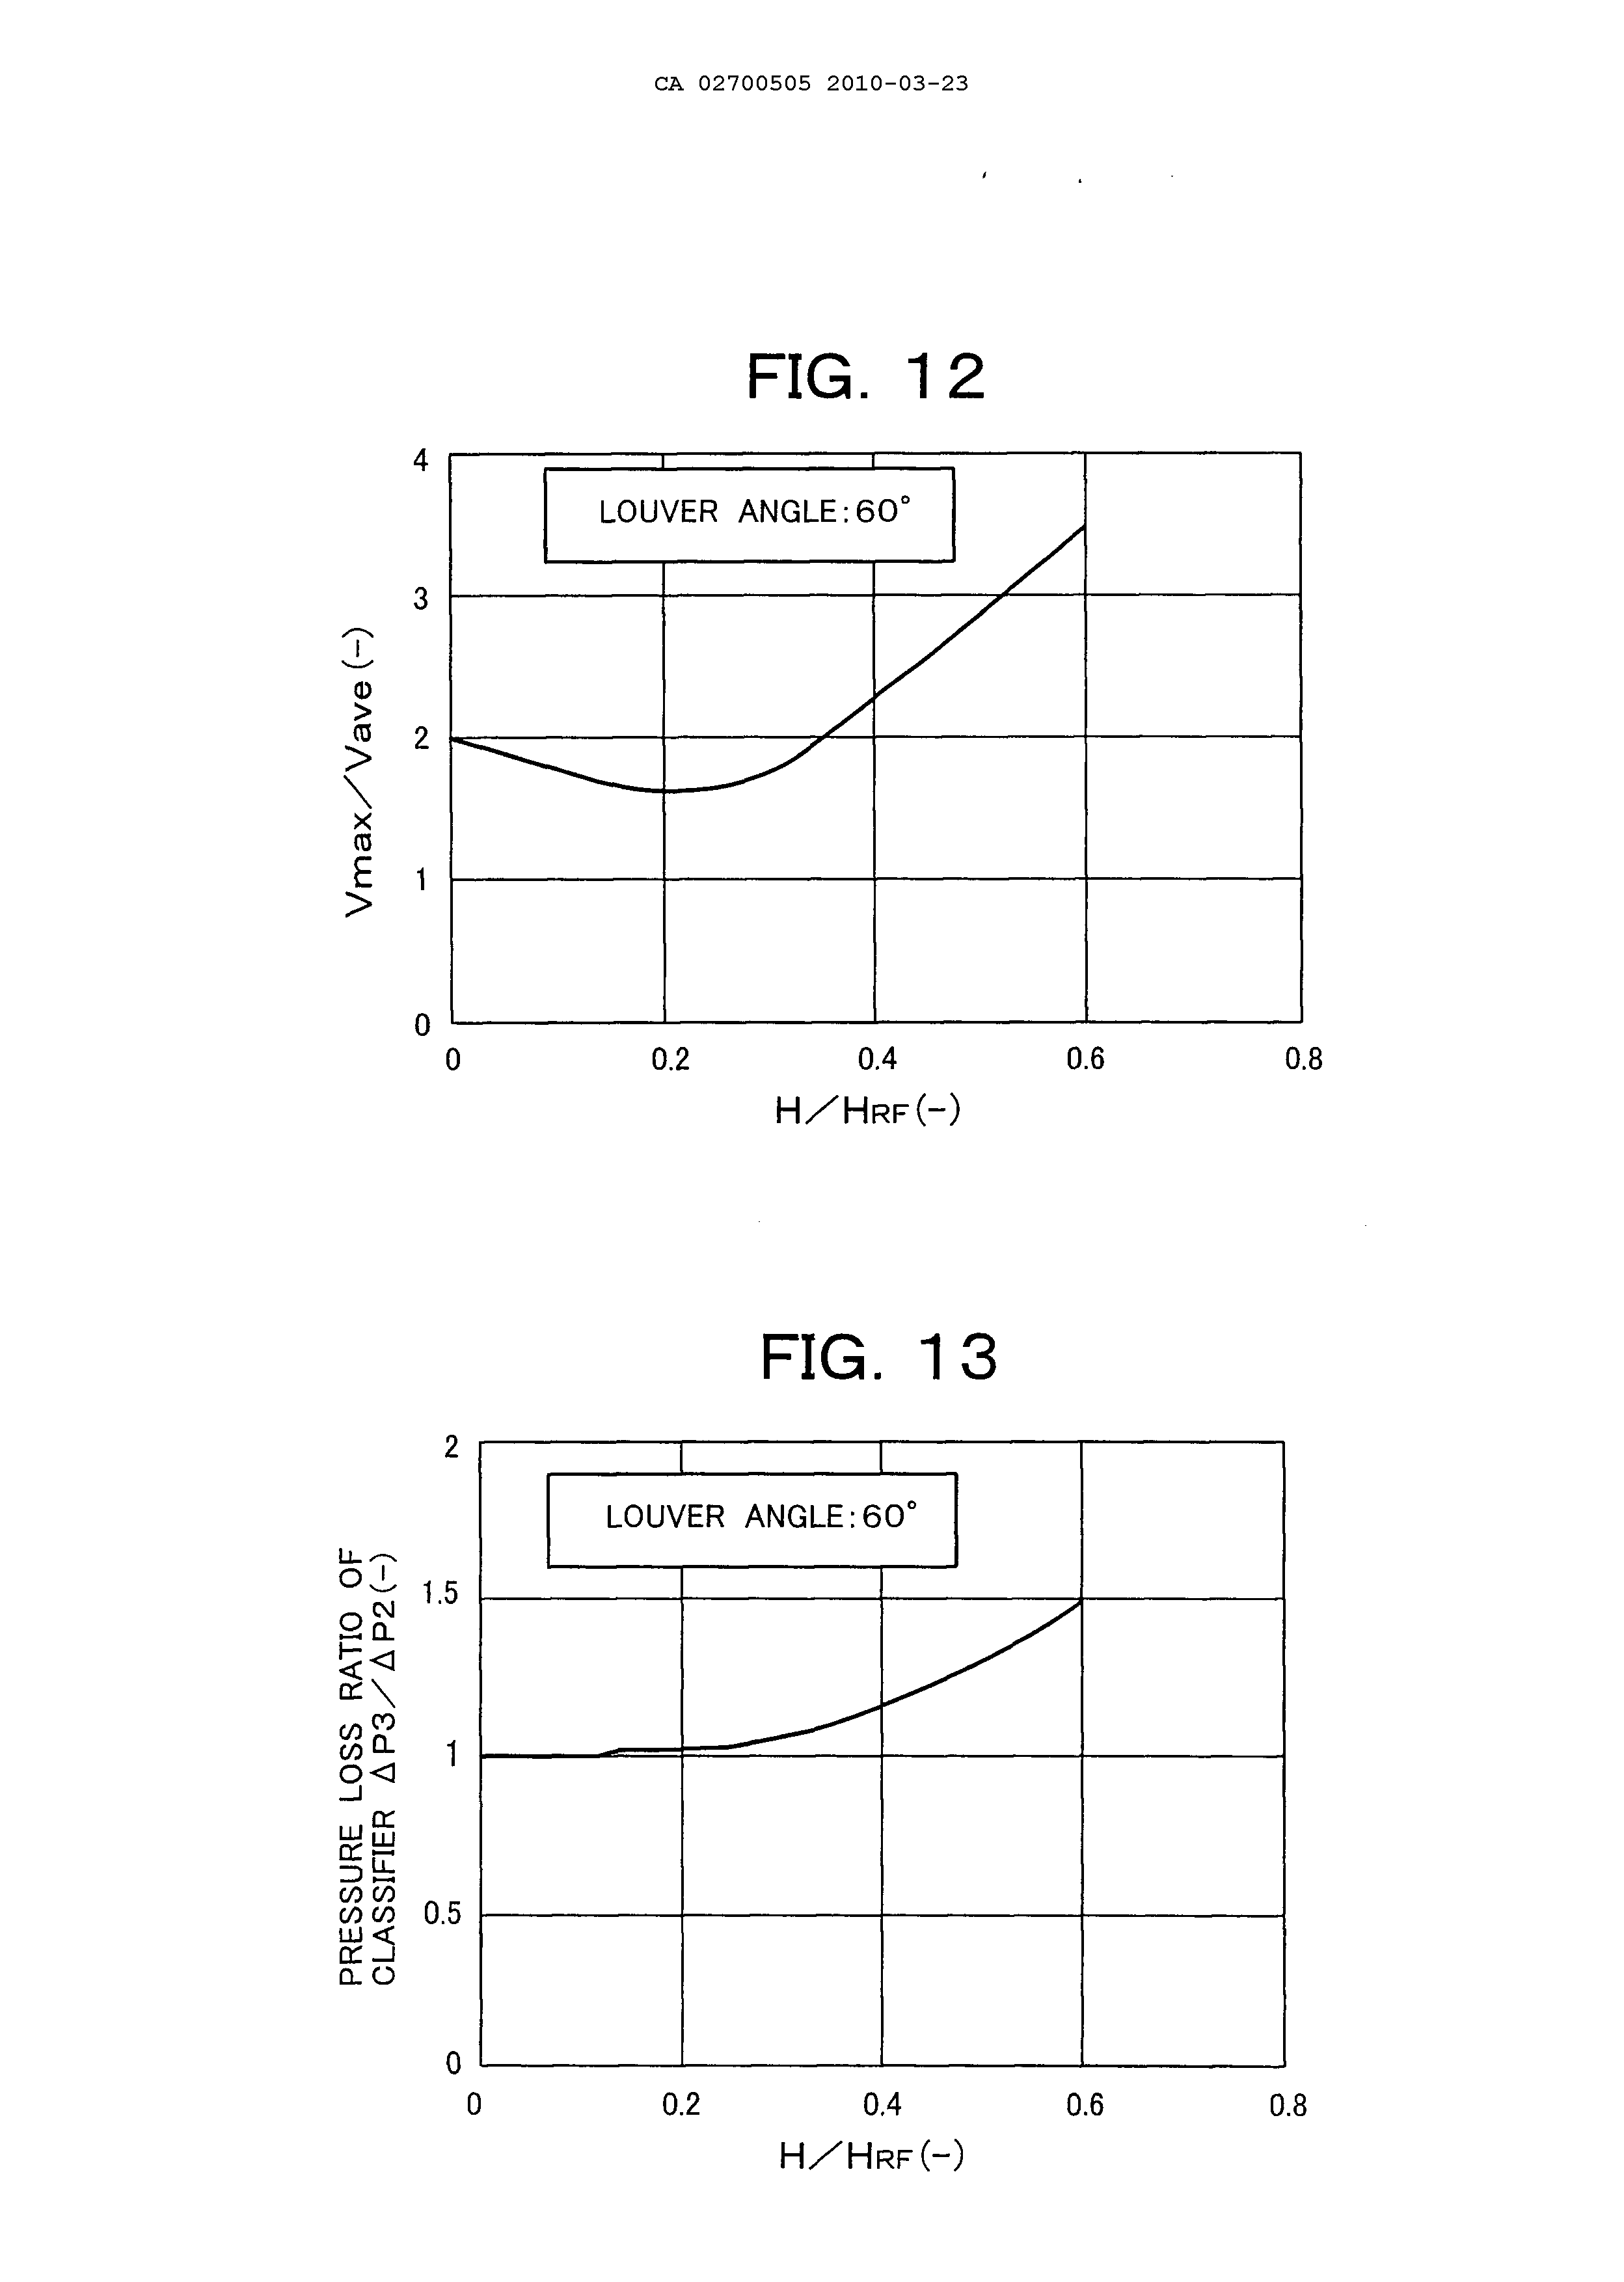 CA 02700505 2010-03-23
FIG. 12
4
3
2
1
0
LOUVER ANGLE:60°
Vmax/Vave(-)
0 0.2 0.4 0.6 0.8
H/HRF(-)
FIG. 13
2
1.5
1
0.5
0
LOUVER ANGLE:60°
PRESSURE LOSS RATIO OF
CLASSIFIER ΔP3/ΔP2(-)
0 0.2 0.4 0.6 0.8
H/HRF(-)